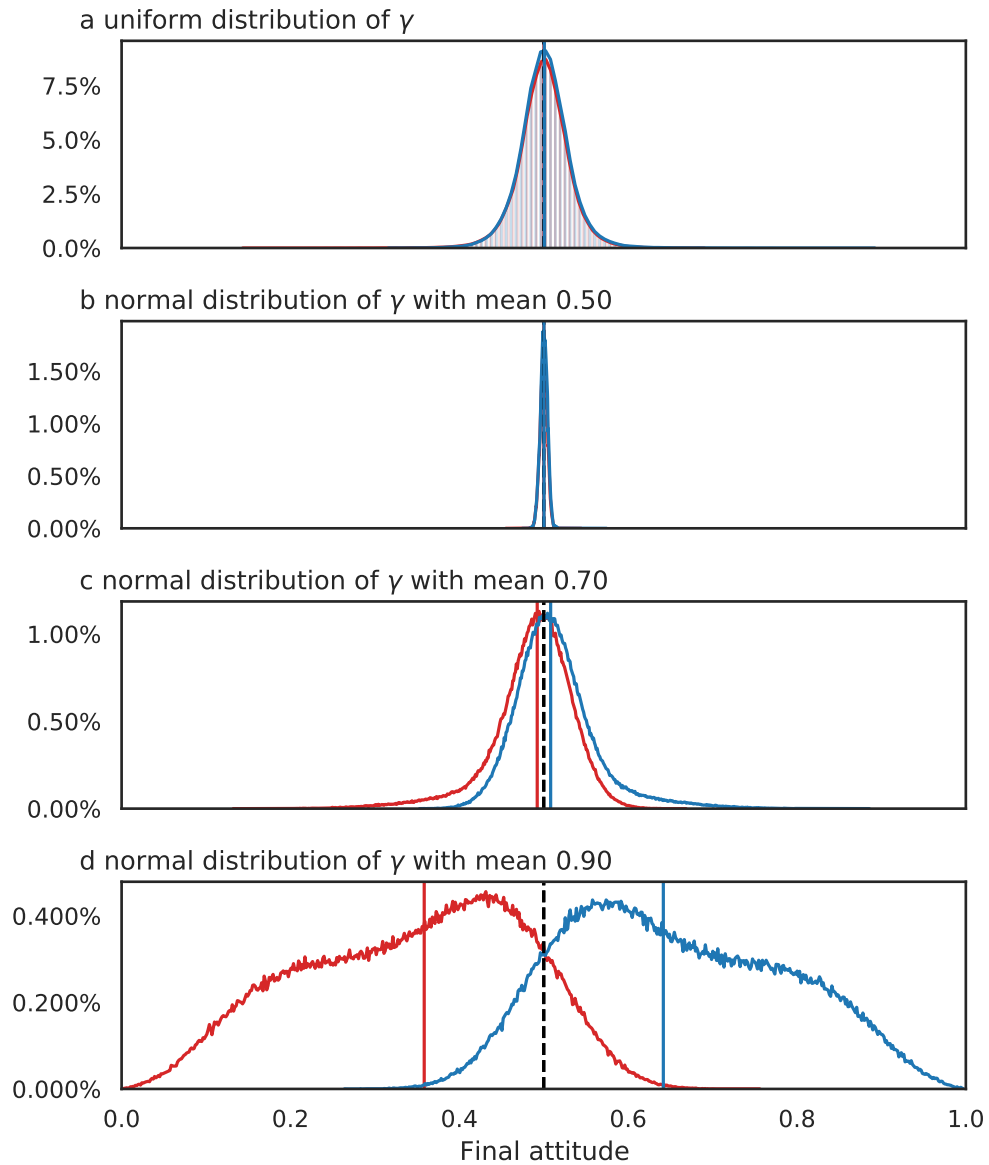 a uniform distribution of γ
7.5%
5.0%
2.5%
0.0%
b normal distribution of γ with mean 0.50
1.50%
1.00%
0.50%
0.00%
c normal distribution of γ with mean 0.70
1.00%
0.50%
0.00%
d normal distribution of γ with mean 0.90
0.400%
0.200%
0.000%
0.0 0.2 0.4 0.6 0.8 1.0
Final attitude